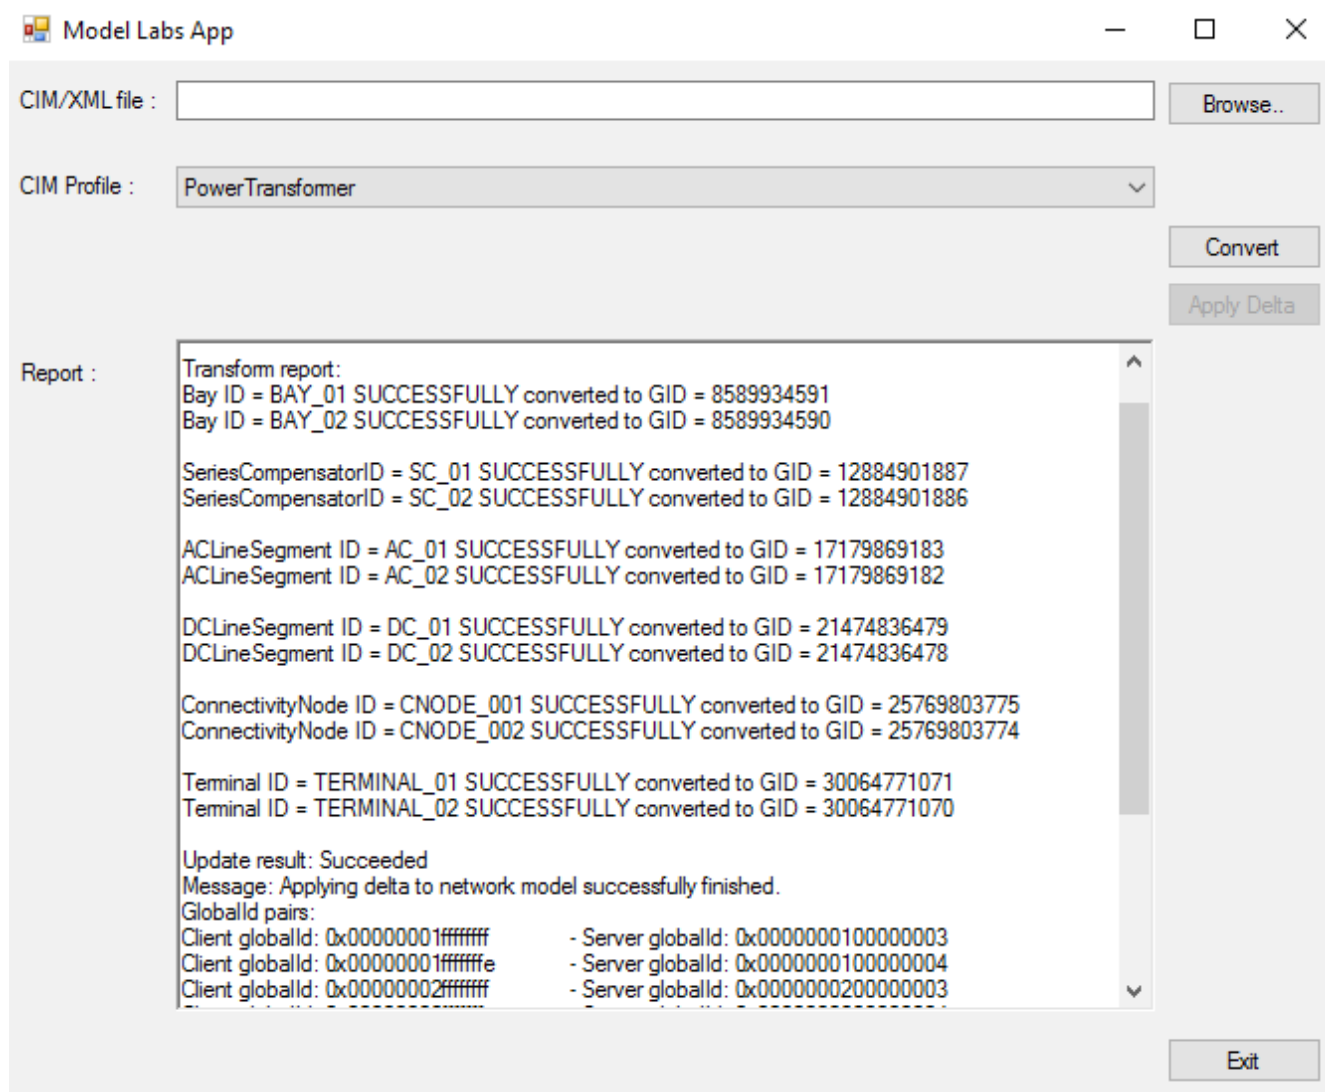 Model Labs App
CIM/XML file :
Browse..
CIM Profile :
PowerTransformer
Convert
Apply Delta
Report :
Transform report:
Bay ID = BAY_01 SUCCESSFULLY converted to GID = 8589934591
Bay ID = BAY_02 SUCCESSFULLY converted to GID = 8589934590
SeriesCompensatorID = SC_01 SUCCESSFULLY converted to GID = 12884901887
SeriesCompensatorID = SC_02 SUCCESSFULLY converted to GID = 12884901886
ACLineSegment ID = AC_01 SUCCESSFULLY converted to GID = 17179869183
ACLineSegment ID = AC_02 SUCCESSFULLY converted to GID = 17179869182
DCLineSegment ID = DC_01 SUCCESSFULLY converted to GID = 21474836479
DCLineSegment ID = DC_02 SUCCESSFULLY converted to GID = 21474836478
ConnectivityNode ID = CNODE_001 SUCCESSFULLY converted to GID = 25769803775
ConnectivityNode ID = CNODE_002 SUCCESSFULLY converted to GID = 25769803774
Terminal ID = TERMINAL_01 SUCCESSFULLY converted to GID = 30064771071
Terminal ID = TERMINAL_02 SUCCESSFULLY converted to GID = 30064771070
Update result: Succeeded
Message: Applying delta to network model successfully finished.
GlobalId pairs:
Client globalId: 0x00000001ffffffff - Server globalId: 0x0000000100000003
Client globalId: 0x00000001fffffffe - Server globalId: 0x0000000100000004
Client globalId: 0x00000002ffffffff - Server globalId: 0x0000000200000003
Exit